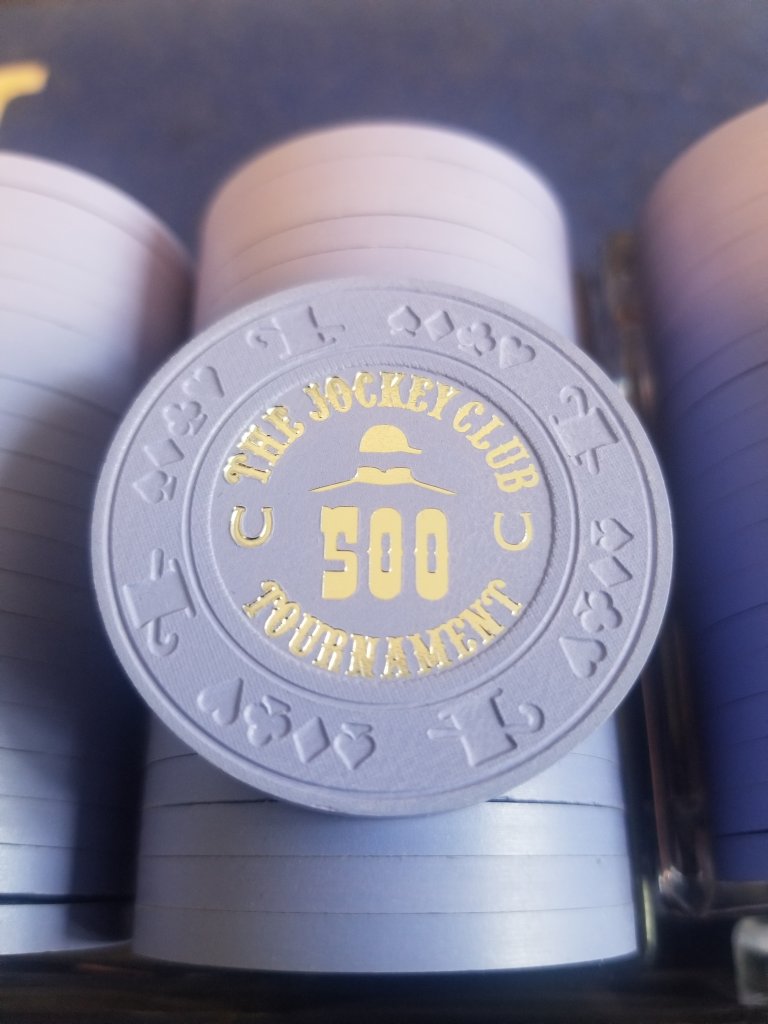 THE JOCKEY CLUB
500
TOURNAMENT